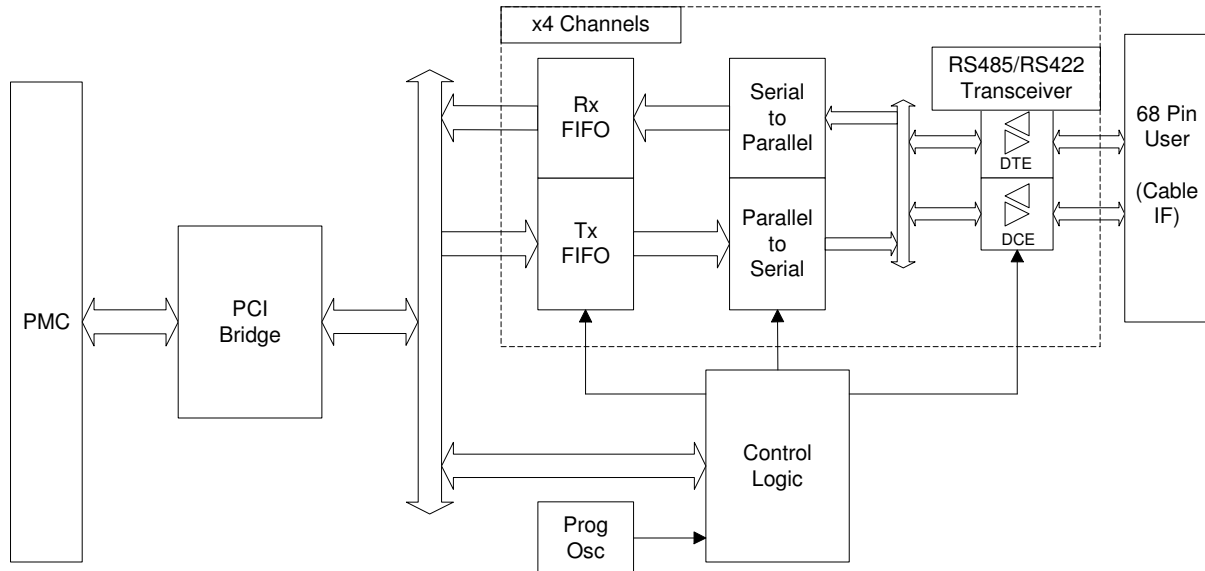 x4 Channels
RS485/RS422
Transceiver
Rx
FIFO
Serial
to
Parallel
DTE
68 Pin
User
(Cable
IF)
Tx
FIFO
Parallel
to
Serial
DCE
PMC
PCI
Bridge
Control
Logic
Prog
Osc